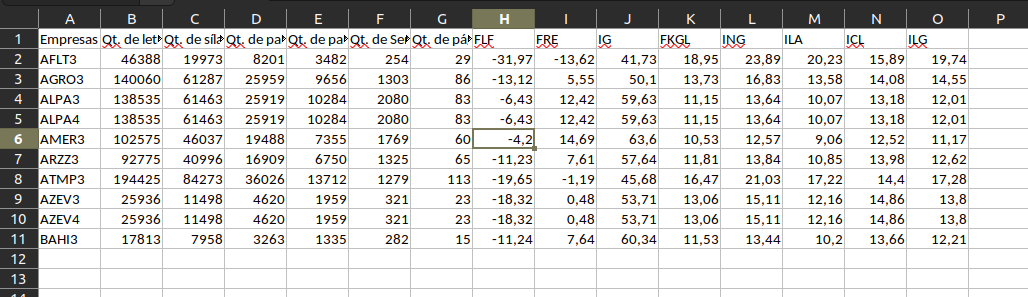 A B C D E F G H I J K L M N O P
1 Empresas Qt. de let Qt. de síl Qt. de pa Qt. de pa Qt. de Se Qt. de pá FLF FRE IG FKGL ING ILA ICL ILG
2 AFLT3 46388 19973 8201 3482 254 29 -31,97 -13,62 41,73 18,95 23,89 20,23 15,89 19,74
3 AGRO3 140060 61287 25959 9656 1303 86 -13,12 5,55 50,1 13,73 16,83 13,58 14,08 14,55
4 ALPA3 138535 61463 25919 10284 2080 83 -6,43 12,42 59,63 11,15 13,64 10,07 13,18 12,01
5 ALPA4 138535 61463 25919 10284 2080 83 -6,43 12,42 59,63 11,15 13,64 10,07 13,18 12,01
6 AMER3 102575 46037 19488 7355 1769 60 -4,2 14,69 63,6 10,53 12,57 9,06 12,52 11,17
7 ARZZ3 92775 40996 16909 6750 1325 65 -11,23 7,61 57,64 11,81 13,84 10,85 13,98 12,62
8 ATMP3 194425 84273 36026 13712 1279 113 -19,65 -1,19 45,68 16,47 21,03 17,22 14,4 17,28
9 AZEV3 25936 11498 4620 1959 321 23 -18,32 0,48 53,71 13,06 15,11 12,16 14,86 13,8
10 AZEV4 25936 11498 4620 1959 321 23 -18,32 0,48 53,71 13,06 15,11 12,16 14,86 13,8
11 BAHI3 17813 7958 3263 1335 282 15 -11,24 7,64 60,34 11,53 13,44 10,2 13,66 12,21
12
13